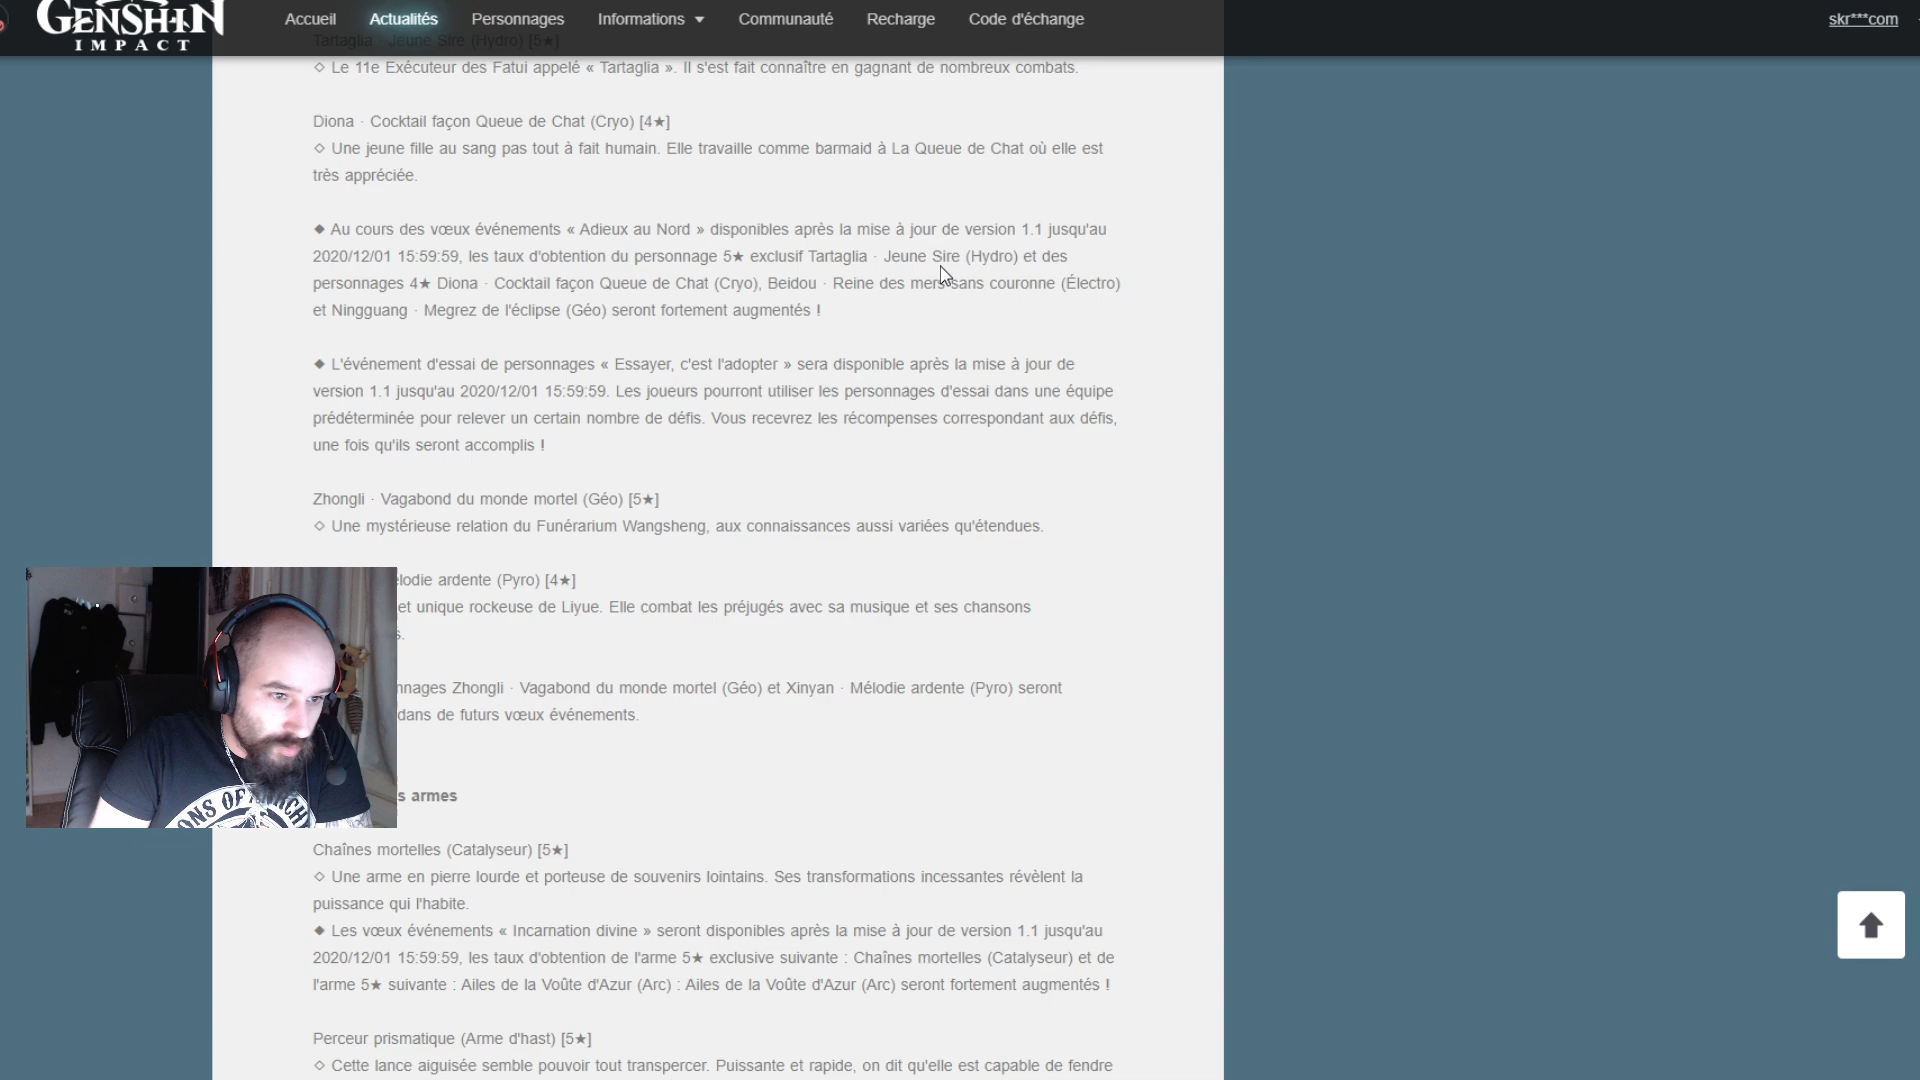 GENSHIN
IMPACT
Accueil
Actualités
Personnages
Informations ▼
Communauté
Recharge
Code d'échange
skr***com
Tartaglia · Jeune Sire (Hydro) [5★]
◇ Le 11e Exécuteur des Fatui appelé « Tartaglia ». Il s'est fait connaître en gagnant de nombreux combats.
Diona · Cocktail façon Queue de Chat (Cryo) [4★]
◇ Une jeune fille au sang pas tout à fait humain. Elle travaille comme barmaid à La Queue de Chat où elle est
très appréciée.
◆ Au cours des vœux événements « Adieux au Nord » disponibles après la mise à jour de version 1.1 jusqu'au
2020/12/01 15:59:59, les taux d'obtention du personnage 5★ exclusif Tartaglia · Jeune Sire (Hydro) et des
personnages 4★ Diona · Cocktail façon Queue de Chat (Cryo), Beidou · Reine des mers sans couronne (Électro)
et Ningguang · Megrez de l'éclipse (Géo) seront fortement augmentés !
◆ L'événement d'essai de personnages « Essayer, c'est l'adopter » sera disponible après la mise à jour de
version 1.1 jusqu'au 2020/12/01 15:59:59. Les joueurs pourront utiliser les personnages d'essai dans une équipe
prédéterminée pour relever un certain nombre de défis. Vous recevrez les récompenses correspondant aux défis,
une fois qu'ils seront accomplis !
Zhongli · Vagabond du monde mortel (Géo) [5★]
◇ Une mystérieuse relation du Funérarium Wangsheng, aux connaissances aussi variées qu'étendues.
élodie ardente (Pyro) [4★]
et unique rockeuse de Liyue. Elle combat les préjugés avec sa musique et ses chansons
s.
nnages Zhongli · Vagabond du monde mortel (Géo) et Xinyan · Mélodie ardente (Pyro) seront
dans de futurs vœux événements.
s armes
ONS OF
Chaînes mortelles (Catalyseur) [5★]
◇ Une arme en pierre lourde et porteuse de souvenirs lointains. Ses transformations incessantes révèlent la
puissance qui l'habite.
◆ Les vœux événements « Incarnation divine » seront disponibles après la mise à jour de version 1.1 jusqu'au
2020/12/01 15:59:59, les taux d'obtention de l'arme 5★ exclusive suivante : Chaînes mortelles (Catalyseur) et de
l'arme 5★ suivante : Ailes de la Voûte d'Azur (Arc) : Ailes de la Voûte d'Azur (Arc) seront fortement augmentés !
Perceur prismatique (Arme d'hast) [5★]
◇ Cette lance aiguisée semble pouvoir tout transpercer. Puissante et rapide, on dit qu'elle est capable de fendre